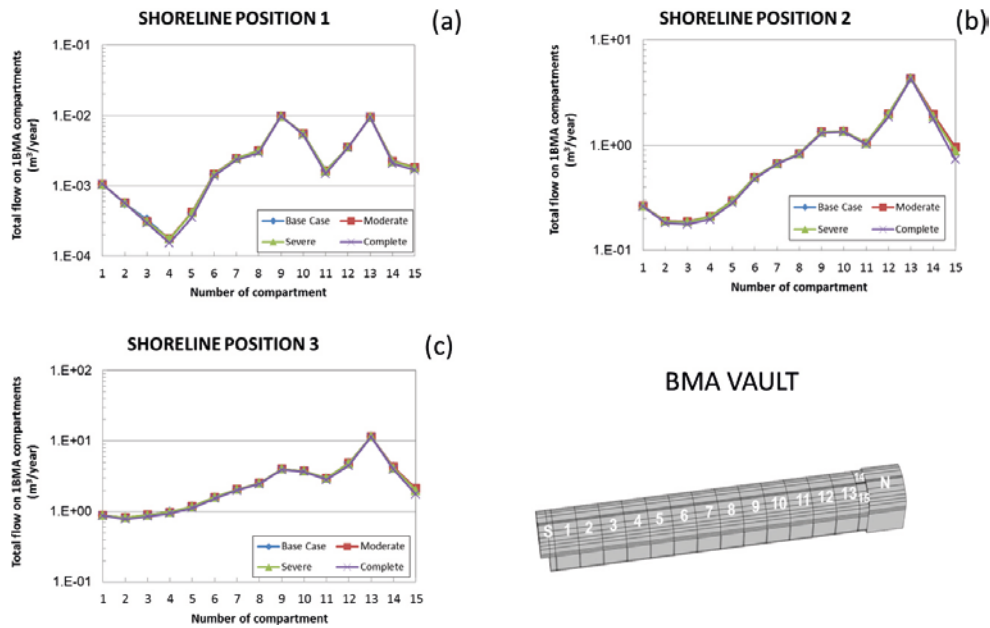 SHORELINE POSITION 1
(a)
Total flow on 1BMA compartments
(m³/year)
1.E-01
1.E-02
1.E-03
1.E-04
Base Case
Moderate
Severe
Complete
1 2 3 4 5 6 7 8 9 10 11 12 13 14 15
Number of compartment
SHORELINE POSITION 2
(b)
Total flow on 1BMA compartments
(m³/year)
1.E+01
1.E+00
1.E-01
Base Case
Moderate
Severe
Complete
1 2 3 4 5 6 7 8 9 10 11 12 13 14 15
Number of compartment
SHORELINE POSITION 3
(c)
Total flow on 1BMA compartments
(m³/year)
1.E+02
1.E+01
1.E+00
1.E-01
Base Case
Moderate
Severe
Complete
1 2 3 4 5 6 7 8 9 10 11 12 13 14 15
Number of compartment
BMA VAULT
S 1 2 3 4 5 6 7 8 9 10 11 12 13 14 15 N